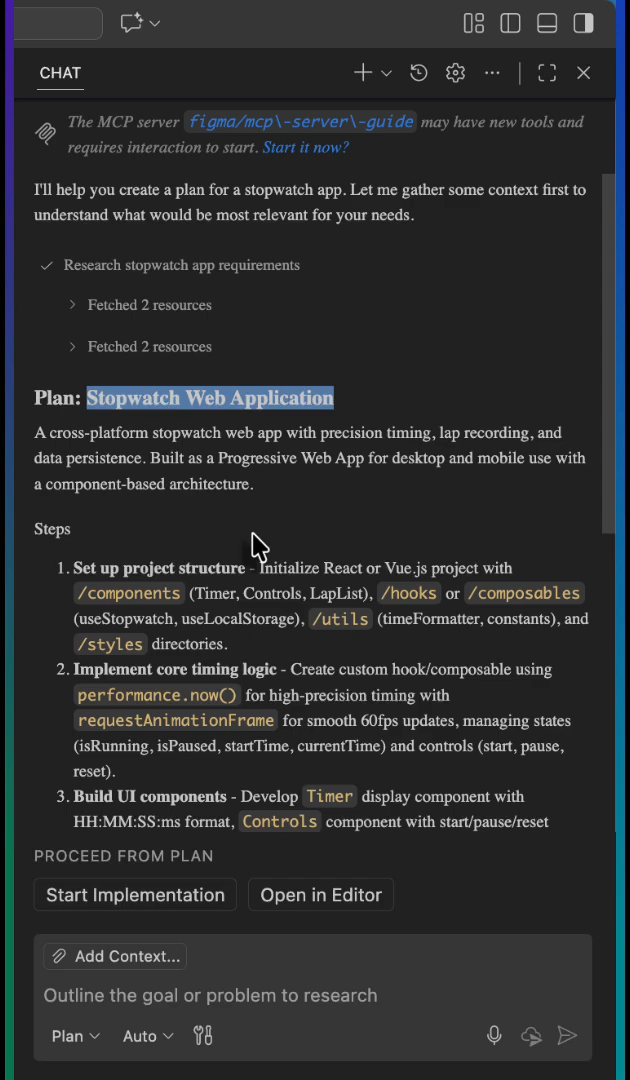 CHAT
The MCP server figma/mcp\-server\-guide may have new tools and
requires interaction to start. Start it now?
I'll help you create a plan for a stopwatch app. Let me gather some context first to
understand what would be most relevant for your needs.
Research stopwatch app requirements
Fetched 2 resources
Fetched 2 resources
Plan: Stopwatch Web Application
A cross-platform stopwatch web app with precision timing, lap recording, and
data persistence. Built as a Progressive Web App for desktop and mobile use with
a component-based architecture.
Steps
1. Set up project structure - Initialize React or Vue.js project with
/components (Timer, Controls, LapList), /hooks or /composables
(useStopwatch, useLocalStorage), /utils (timeFormatter, constants), and
/styles directories.
2. Implement core timing logic - Create custom hook/composable using
performance.now() for high-precision timing with
requestAnimationFrame for smooth 60fps updates, managing states
(isRunning, isPaused, startTime, currentTime) and controls (start, pause,
reset).
3. Build UI components - Develop Timer display component with
HH:MM:SS:ms format, Controls component with start/pause/reset
PROCEED FROM PLAN
Start Implementation Open in Editor
Add Context...
Outline the goal or problem to research
Plan Auto